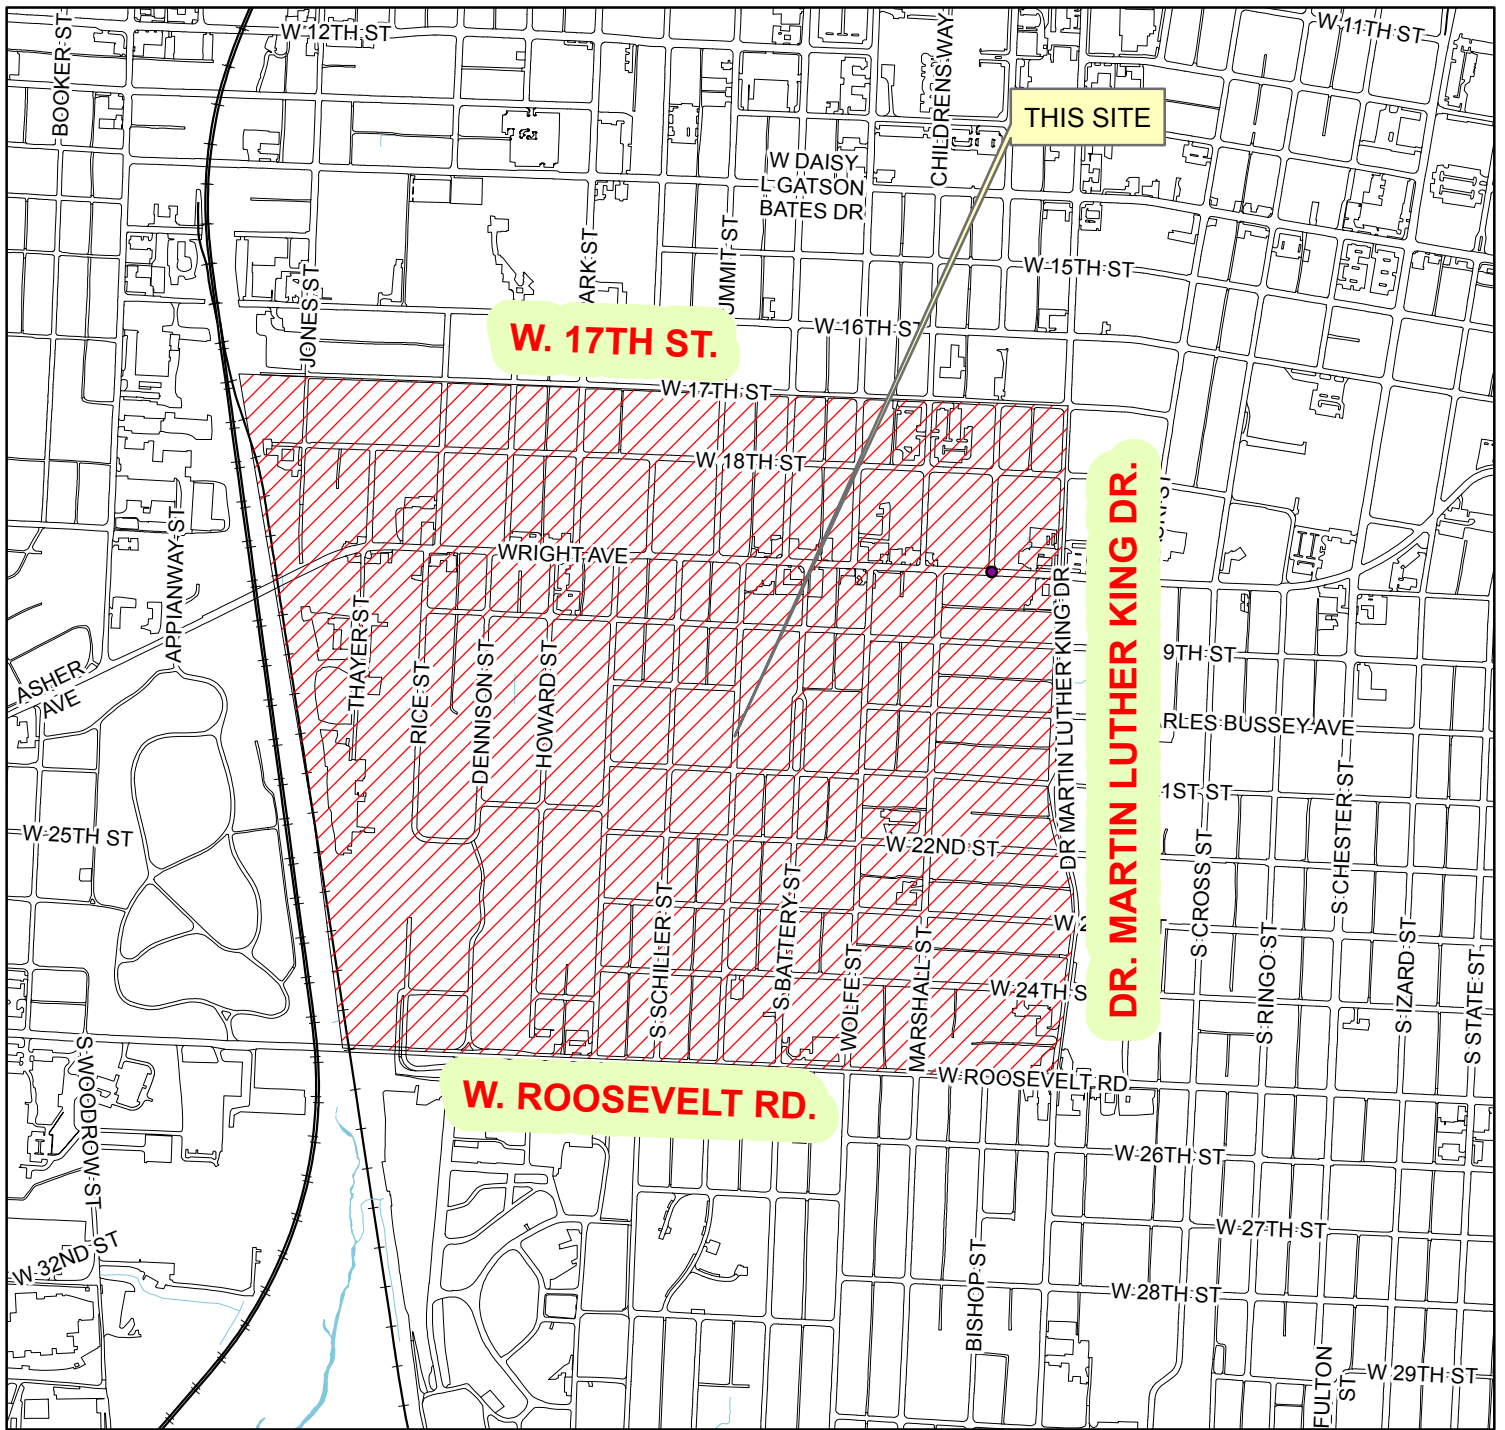 W 11TH ST
W 12TH ST
BOOKER ST
CHILDRENS WAY
THIS SITE
W DAISY
L GATSON
BATES DR
W 15TH ST
JONES ST
W 16TH ST
W. 17TH ST.
W 17TH ST
W 18TH ST
WRIGHT AVE
APPIANWAY ST
ASHER
AVE
THAYER ST
RICE ST
DENNISON ST
HOWARD ST
DR MARTIN LUTHER KING DR
DR. MARTIN LUTHER KING DR.
9TH ST
ARLES BUSSEY AVE
1ST ST
W 25TH ST
W 22ND ST
S SCHILLER ST
S BATTERY ST
WOLFE ST
MARSHALL ST
W 24TH S
S CROSS ST
S RINGO ST
S CHESTER ST
S IZARD ST
S STATE ST
S WOODROW ST
W. ROOSEVELT RD.
W ROOSEVELT RD
W 26TH ST
W 27TH ST
W 28TH ST
W 29TH ST
W 32ND ST
BISHOP ST
FULTON
ST